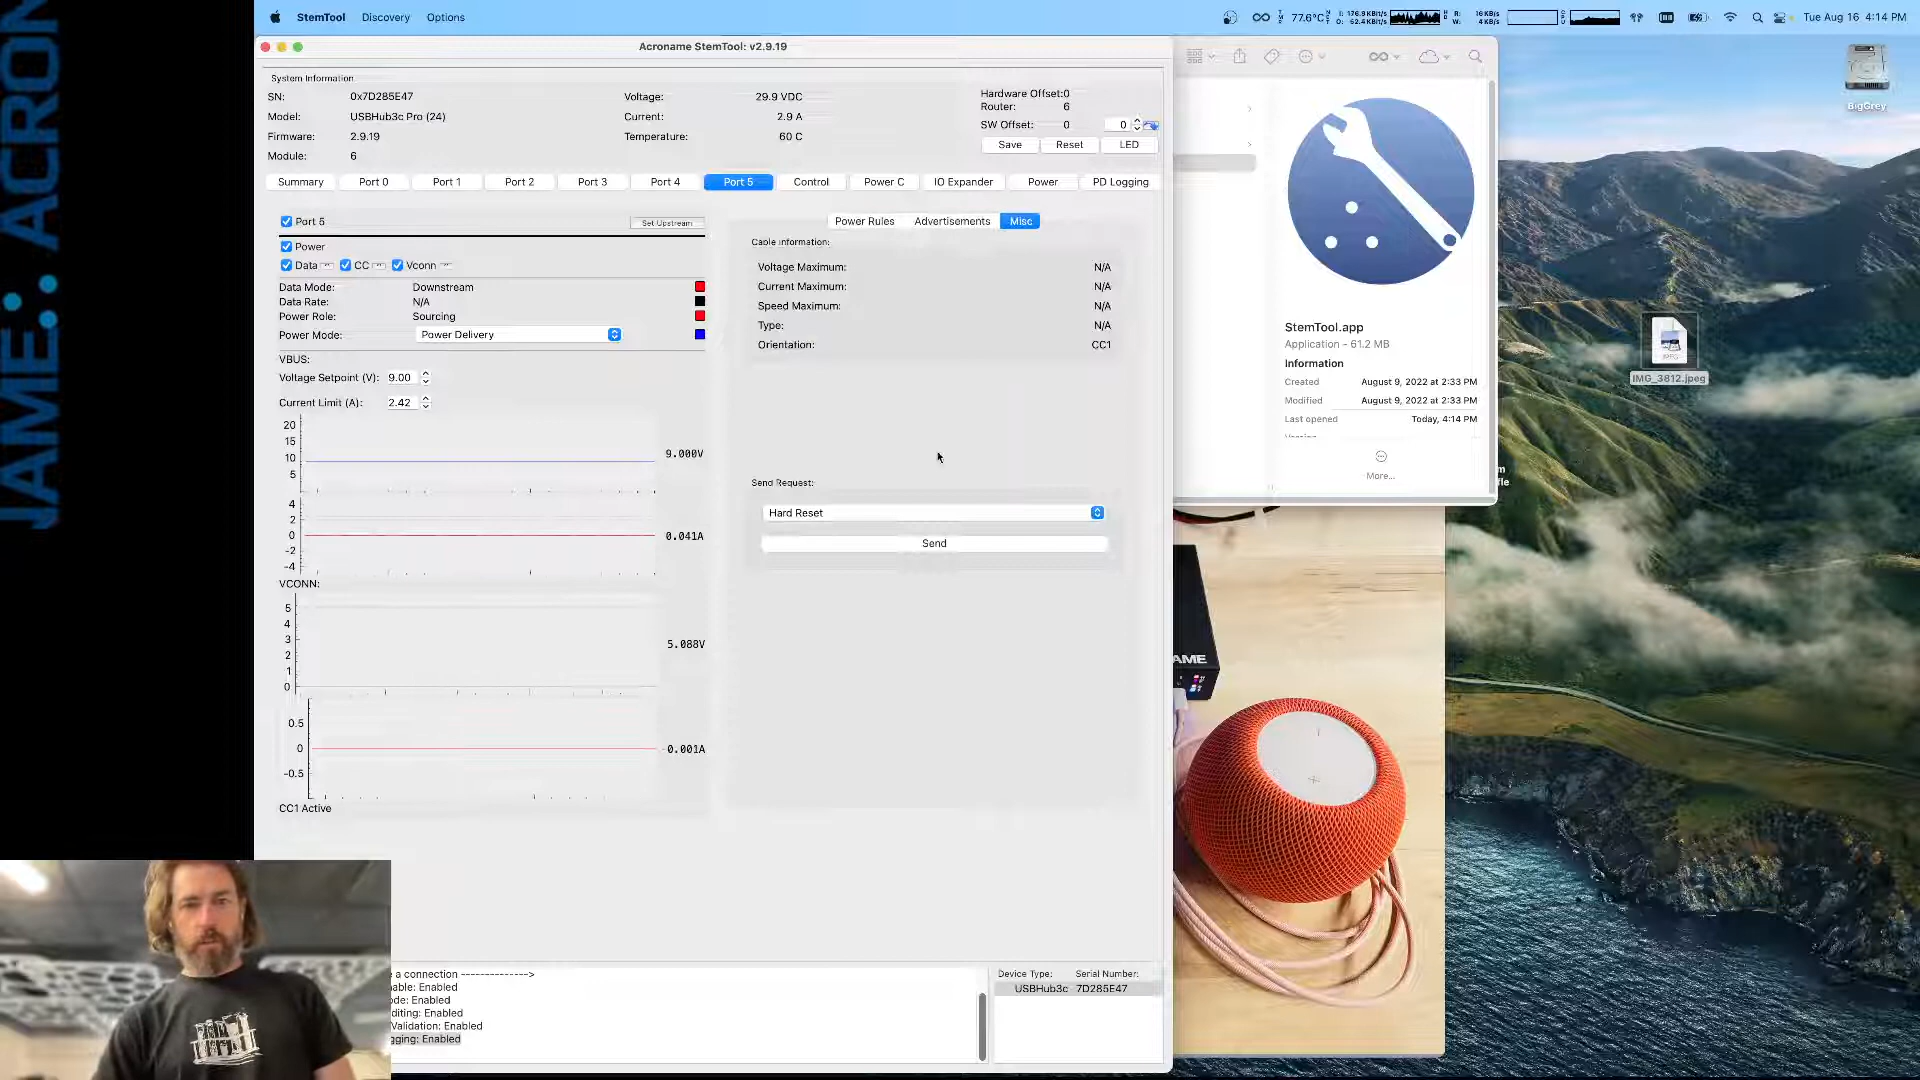 StemTool Discovery Options
77.6°C I: 176.9KBit/s O: -52.4KBit/s R: 16KB/s W: 4KB/s Tue Aug 16 4:14 PM
JAME:: ACRON
Acroname StemTool: v2.9.19
System Information
SN: 0x7D285E47
Model: USBHub3c Pro (24)
Firmware: 2.9.19
Module: 6
Voltage: 29.9 VDC
Current: 2.9 A
Temperature: 60 C
Hardware Offset:0
Router: 6
SW Offset: 0 0
Save Reset LED
Summary Port 0 Port 1 Port 2 Port 3 Port 4 Port 5 Control Power C IO Expander Power PD Logging
Port 5 Set Upstream
Power
Data CC Vconn
Data Mode: Downstream
Data Rate: N/A
Power Role: Sourcing
Power Mode: Power Delivery
VBUS:
Voltage Setpoint (V): 9.00
Current Limit (A): 2.42
20
15
10
5
9.000V
4
2
0
-2
-4
0.041A
VCONN:
5
4
3
2
1
0
5.088V
0.5
0
-0.5
-0.001A
CC1 Active
Power Rules Advertisements Misc
Cable Information:
Voltage Maximum: N/A
Current Maximum: N/A
Speed Maximum: N/A
Type: N/A
Orientation: CC1
Send Request:
Hard Reset
Send
a connection -------------->
able: Enabled
ode: Enabled
diting: Enabled
Validation: Enabled
gging: Enabled
Device Type: Serial Number:
USBHub3c 7D285E47
StemTool.app
Application - 61.2 MB
Information
Created August 9, 2022 at 2:33 PM
Modified August 9, 2022 at 2:33 PM
Last opened Today, 4:14 PM
More...
AME
BigGrey
JPEG
IMG_3812.jpeg